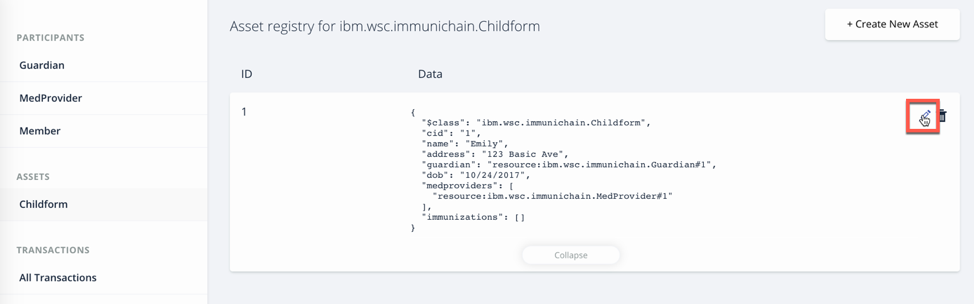 PARTICIPANTS
Guardian
MedProvider
Member
ASSETS
Childform
TRANSACTIONS
All Transactions
Asset registry for ibm.wsc.immunichain.Childform
+ Create New Asset
ID Data
1
{
"$class": "ibm.wsc.immunichain.Childform",
"cid": "1",
"name": "Emily",
"address": "123 Basic Ave",
"guardian": "resource:ibm.wsc.immunichain.Guardian#1",
"dob": "10/24/2017",
"medproviders": [
"resource:ibm.wsc.immunichain.MedProvider#1"
],
"immunizations": []
}
Collapse